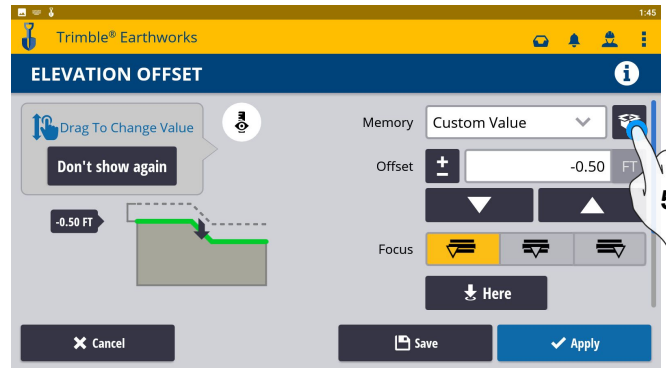 1:45
Trimble® Earthworks
ELEVATION OFFSET
Drag To Change Value
Don't show again
-0.50 FT
Memory Custom Value
Offset ± -0.50 FT
5
Focus
Here
Cancel Save Apply